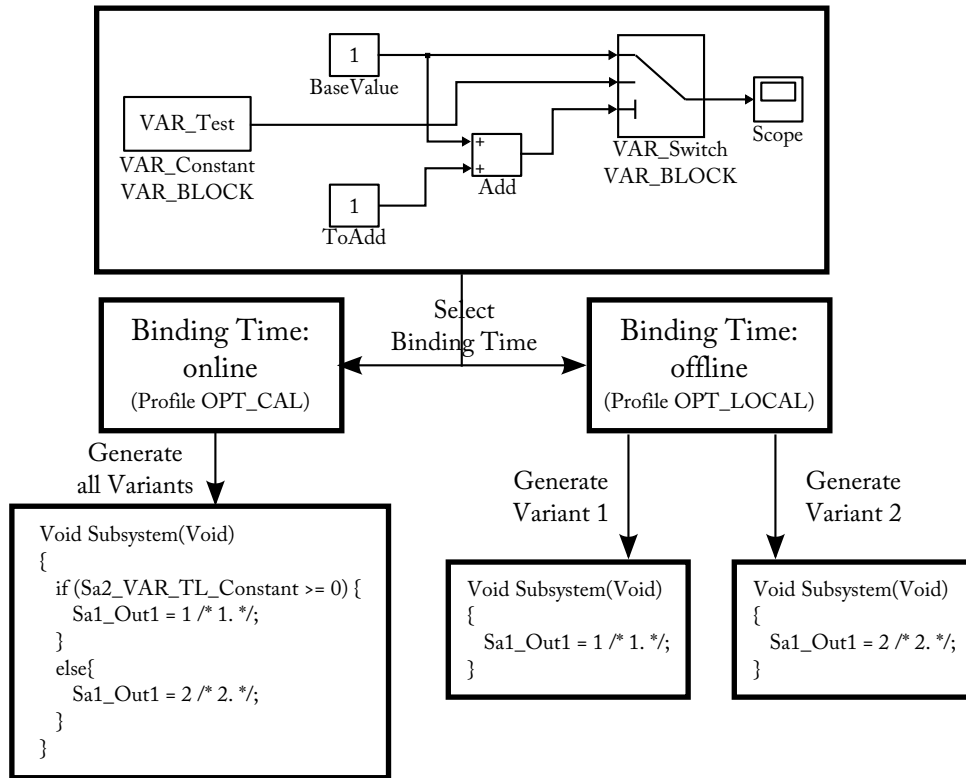 1
BaseValue
VAR_Test
VAR_Constant
VAR_BLOCK
+
+
Add
1
ToAdd
VAR_Switch
VAR_BLOCK
Scope
Select
Binding Time
Binding Time:
online
(Profile OPT_CAL)
Binding Time:
offline
(Profile OPT_LOCAL)
Generate
all Variants
Generate
Variant 1
Generate
Variant 2
Void Subsystem(Void)
{
if (Sa2_VAR_TL_Constant >= 0) {
Sa1_Out1 = 1 /* 1. */;
}
else{
Sa1_Out1 = 2 /* 2. */;
}
}
Void Subsystem(Void)
{
Sa1_Out1 = 1 /* 1. */;
}
Void Subsystem(Void)
{
Sa1_Out1 = 2 /* 2. */;
}